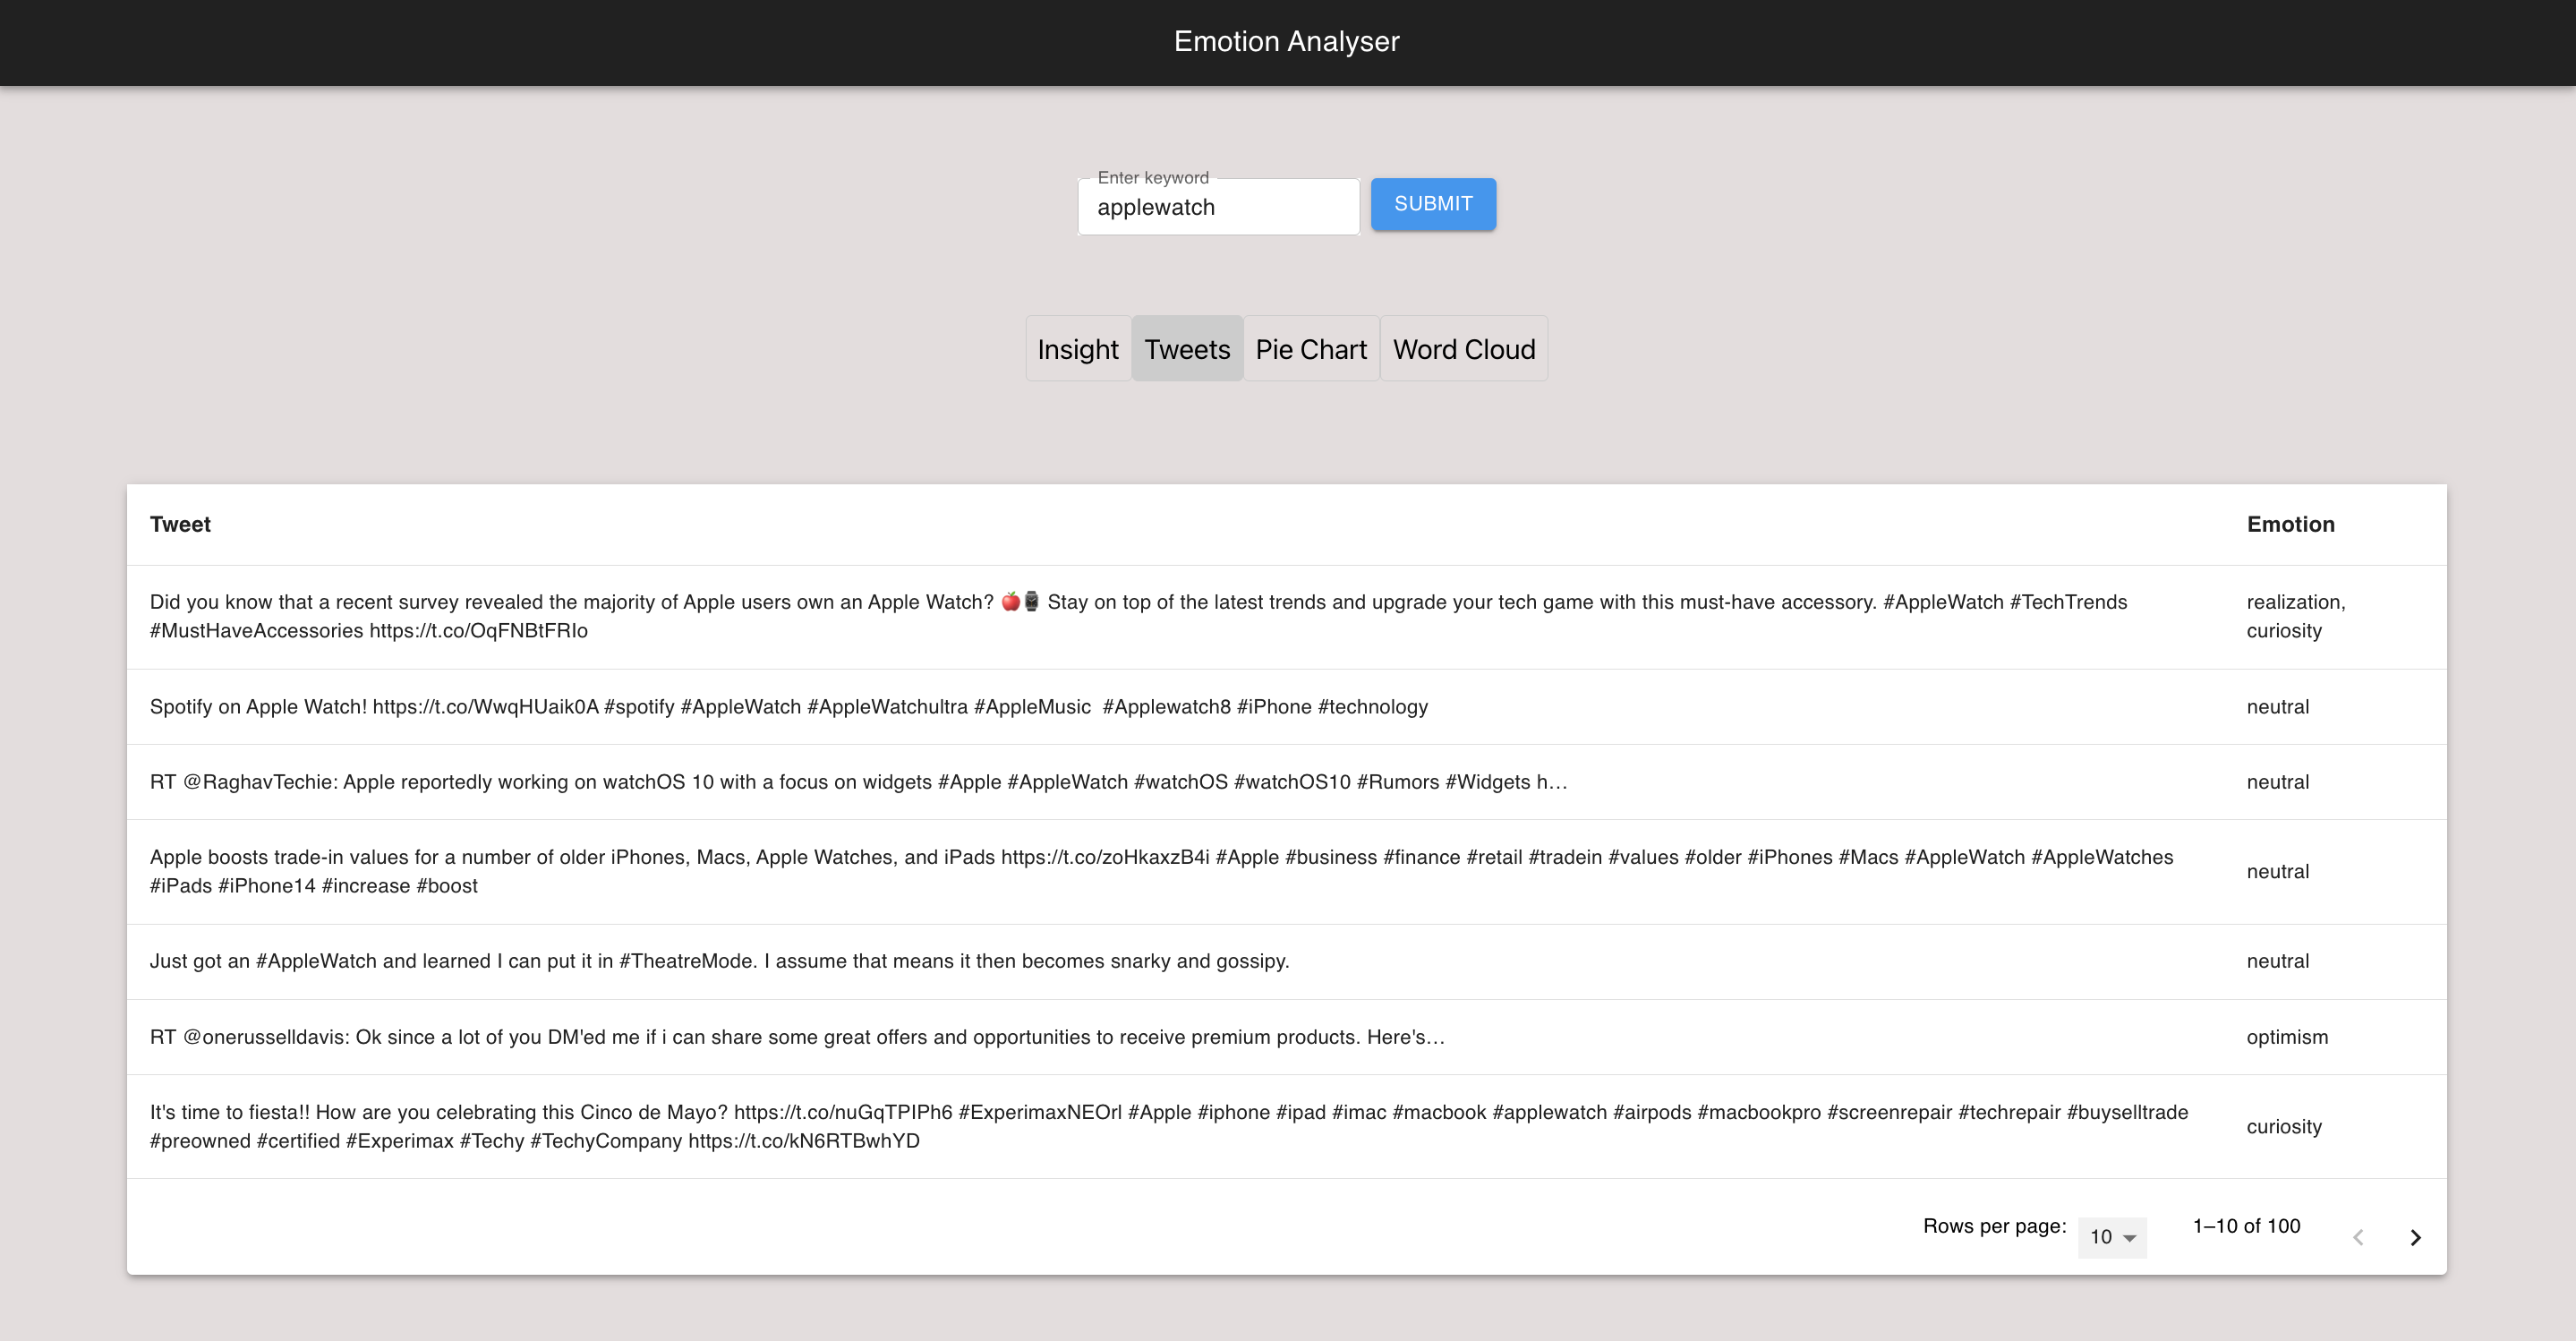 Emotion Analyser
Enter keyword
applewatch
SUBMIT
Insight
Tweets
Pie Chart
Word Cloud
Tweet
Emotion
Did you know that a recent survey revealed the majority of Apple users own an Apple Watch? 🍎⌚ Stay on top of the latest trends and upgrade your tech game with this must-have accessory. #AppleWatch #TechTrends
#MustHaveAccessories https://t.co/OqFNBtFRIo
realization,
curiosity
Spotify on Apple Watch! https://t.co/WwqHUaik0A #spotify #AppleWatch #AppleWatchultra #AppleMusic  #Applewatch8 #iPhone #technology
neutral
RT @RaghavTechie: Apple reportedly working on watchOS 10 with a focus on widgets #Apple #AppleWatch #watchOS #watchOS10 #Rumors #Widgets h…
neutral
Apple boosts trade-in values for a number of older iPhones, Macs, Apple Watches, and iPads https://t.co/zoHkaxzB4i #Apple #business #finance #retail #tradein #values #older #iPhones #Macs #AppleWatch #AppleWatches
#iPads #iPhone14 #increase #boost
neutral
Just got an #AppleWatch and learned I can put it in #TheatreMode. I assume that means it then becomes snarky and gossipy.
neutral
RT @onerusselldavis: Ok since a lot of you DM'ed me if i can share some great offers and opportunities to receive premium products. Here's…
optimism
It's time to fiesta!! How are you celebrating this Cinco de Mayo? https://t.co/nuGqTPIPh6 #ExperimaxNEOrl #Apple #iphone #ipad #imac #macbook #applewatch #airpods #macbookpro #screenrepair #techrepair #buyselltrade
#preowned #certified #Experimax #Techy #TechyCompany https://t.co/kN6RTBwhYD
curiosity
Rows per page:
10
1–10 of 100